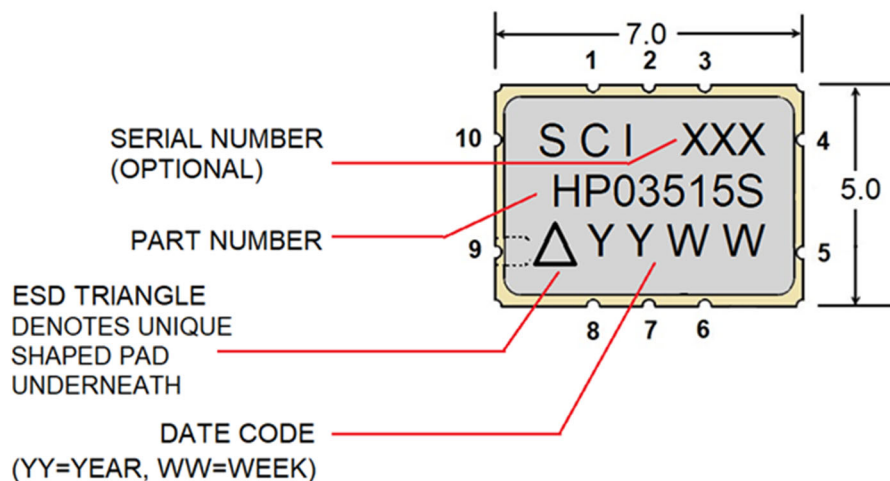 7.0
1 2 3
SERIAL NUMBER
(OPTIONAL)
10 S C I XXX 4
HP03515S
5.0
PART NUMBER
9 △ Y Y W W 5
ESD TRIANGLE
DENOTES UNIQUE
SHAPED PAD
UNDERNEATH
8 7 6
DATE CODE
(YY=YEAR, WW=WEEK)